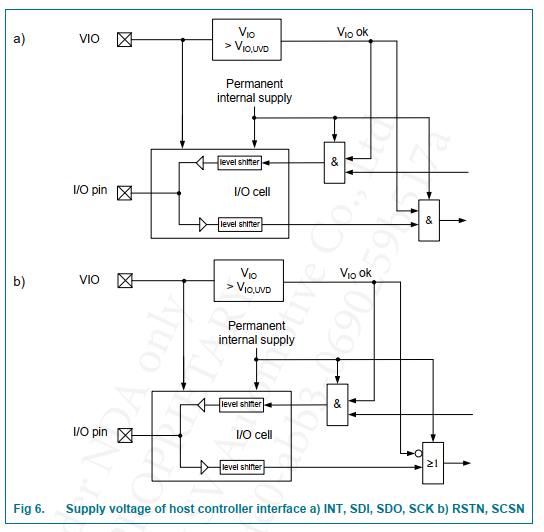 a)
VIO
VIO
> VIO,UVD
VIO ok
Permanent
internal supply
level shifter
&
I/O pin
I/O cell
level shifter
&
b)
VIO
VIO
> VIO,UVD
VIO ok
Permanent
internal supply
level shifter
&
I/O pin
I/O cell
level shifter
≥1
Fig 6. Supply voltage of host controller interface a) INT, SDI, SDO, SCK b) RSTN, SCSN